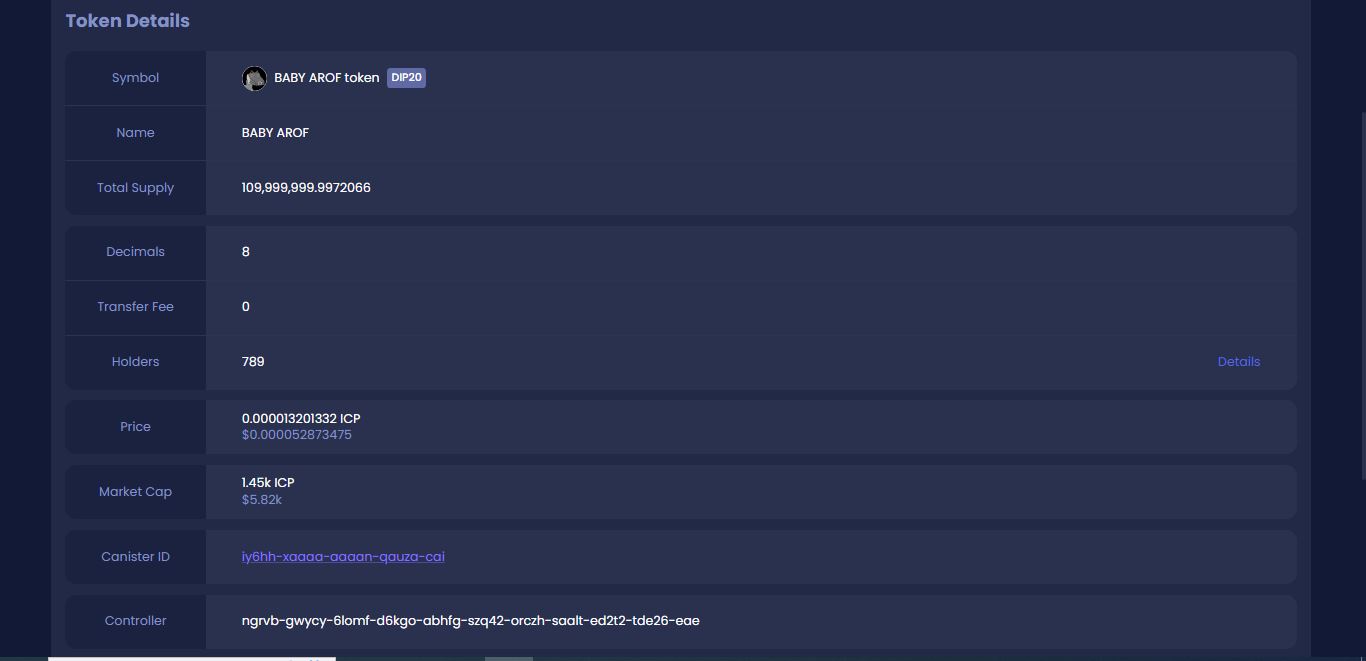 Token Details
Symbol
BABY AROF token DIP20
Name
BABY AROF
Total Supply
109,999,999.9972066
Decimals
8
Transfer Fee
0
Holders
789
Details
Price
0.000013201332 ICP
$0.000052873475
Market Cap
1.45k ICP
$5.82k
Canister ID
iy6hh-xaaaa-aaaan-qauza-cai
Controller
ngrvb-gwycy-6lomf-d6kgo-abhfg-szq42-orczh-saalt-ed2t2-tde26-eae